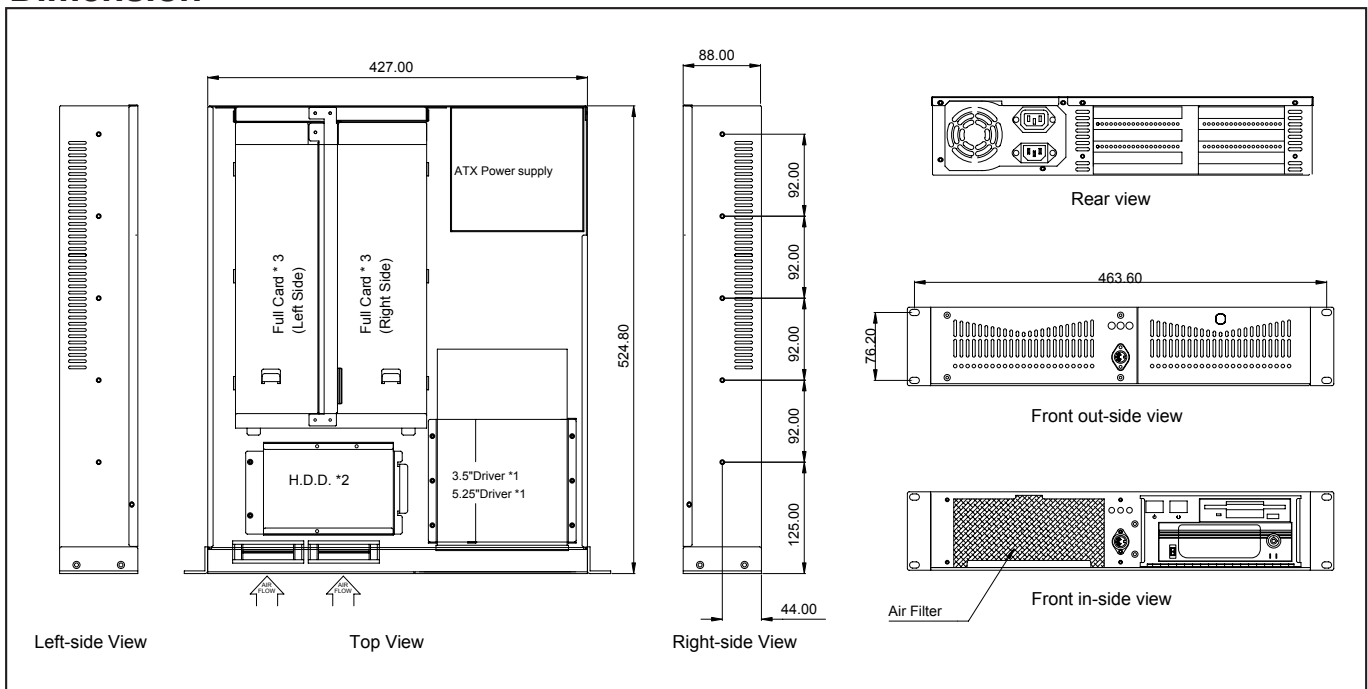 Dimension
427.00
ATX Power supply
Full Card * 3
(Left Side)
Full Card * 3
(Right Side)
524.80
H.D.D. *2
3.5"Driver *1
5.25"Driver *1
AIR
FLOW
AIR
FLOW
Left-side View
Top View
88.00
92.00
92.00
92.00
92.00
125.00
44.00
Right-side View
Rear view
463.60
76.20
Front out-side view
Air Filter
Front in-side view